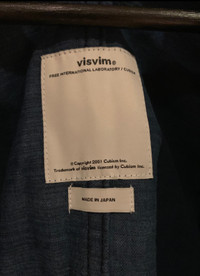 visvim®
FREE INTERNATIONAL LABORATORY / Cubism
© Copyright 2001 Cubism Inc.
Trademark of visvim licensed by Cubism Inc.
MADE IN JAPAN